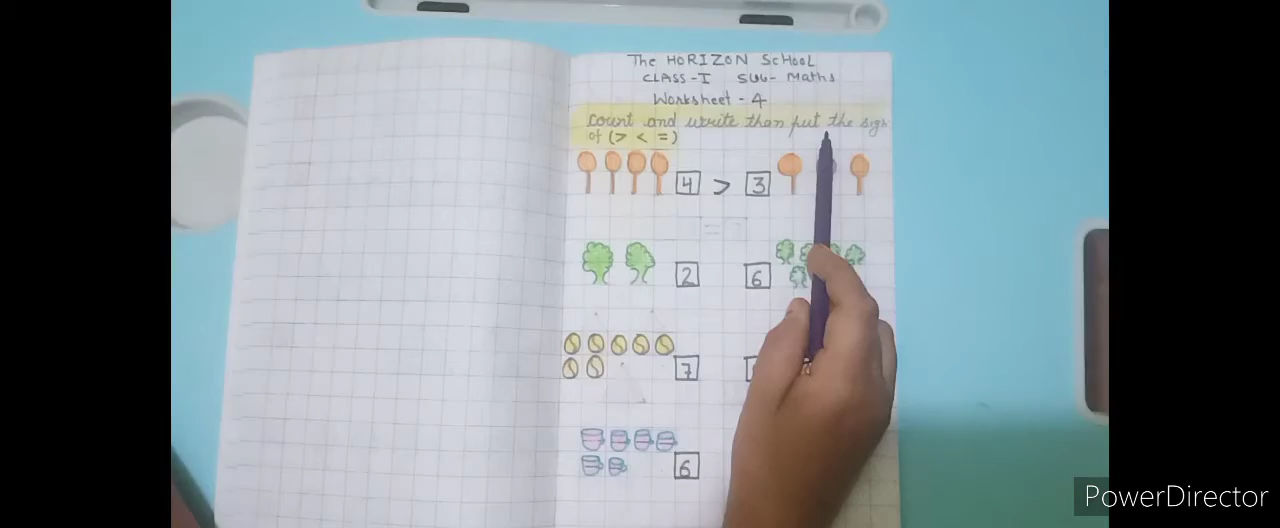 The HORIZON SCHOOL
CLASS-I SUB- Maths
Worksheet - 4
count and write then put the sign
of (> < =)
4 > 3
2 6
7
6
PowerDirector